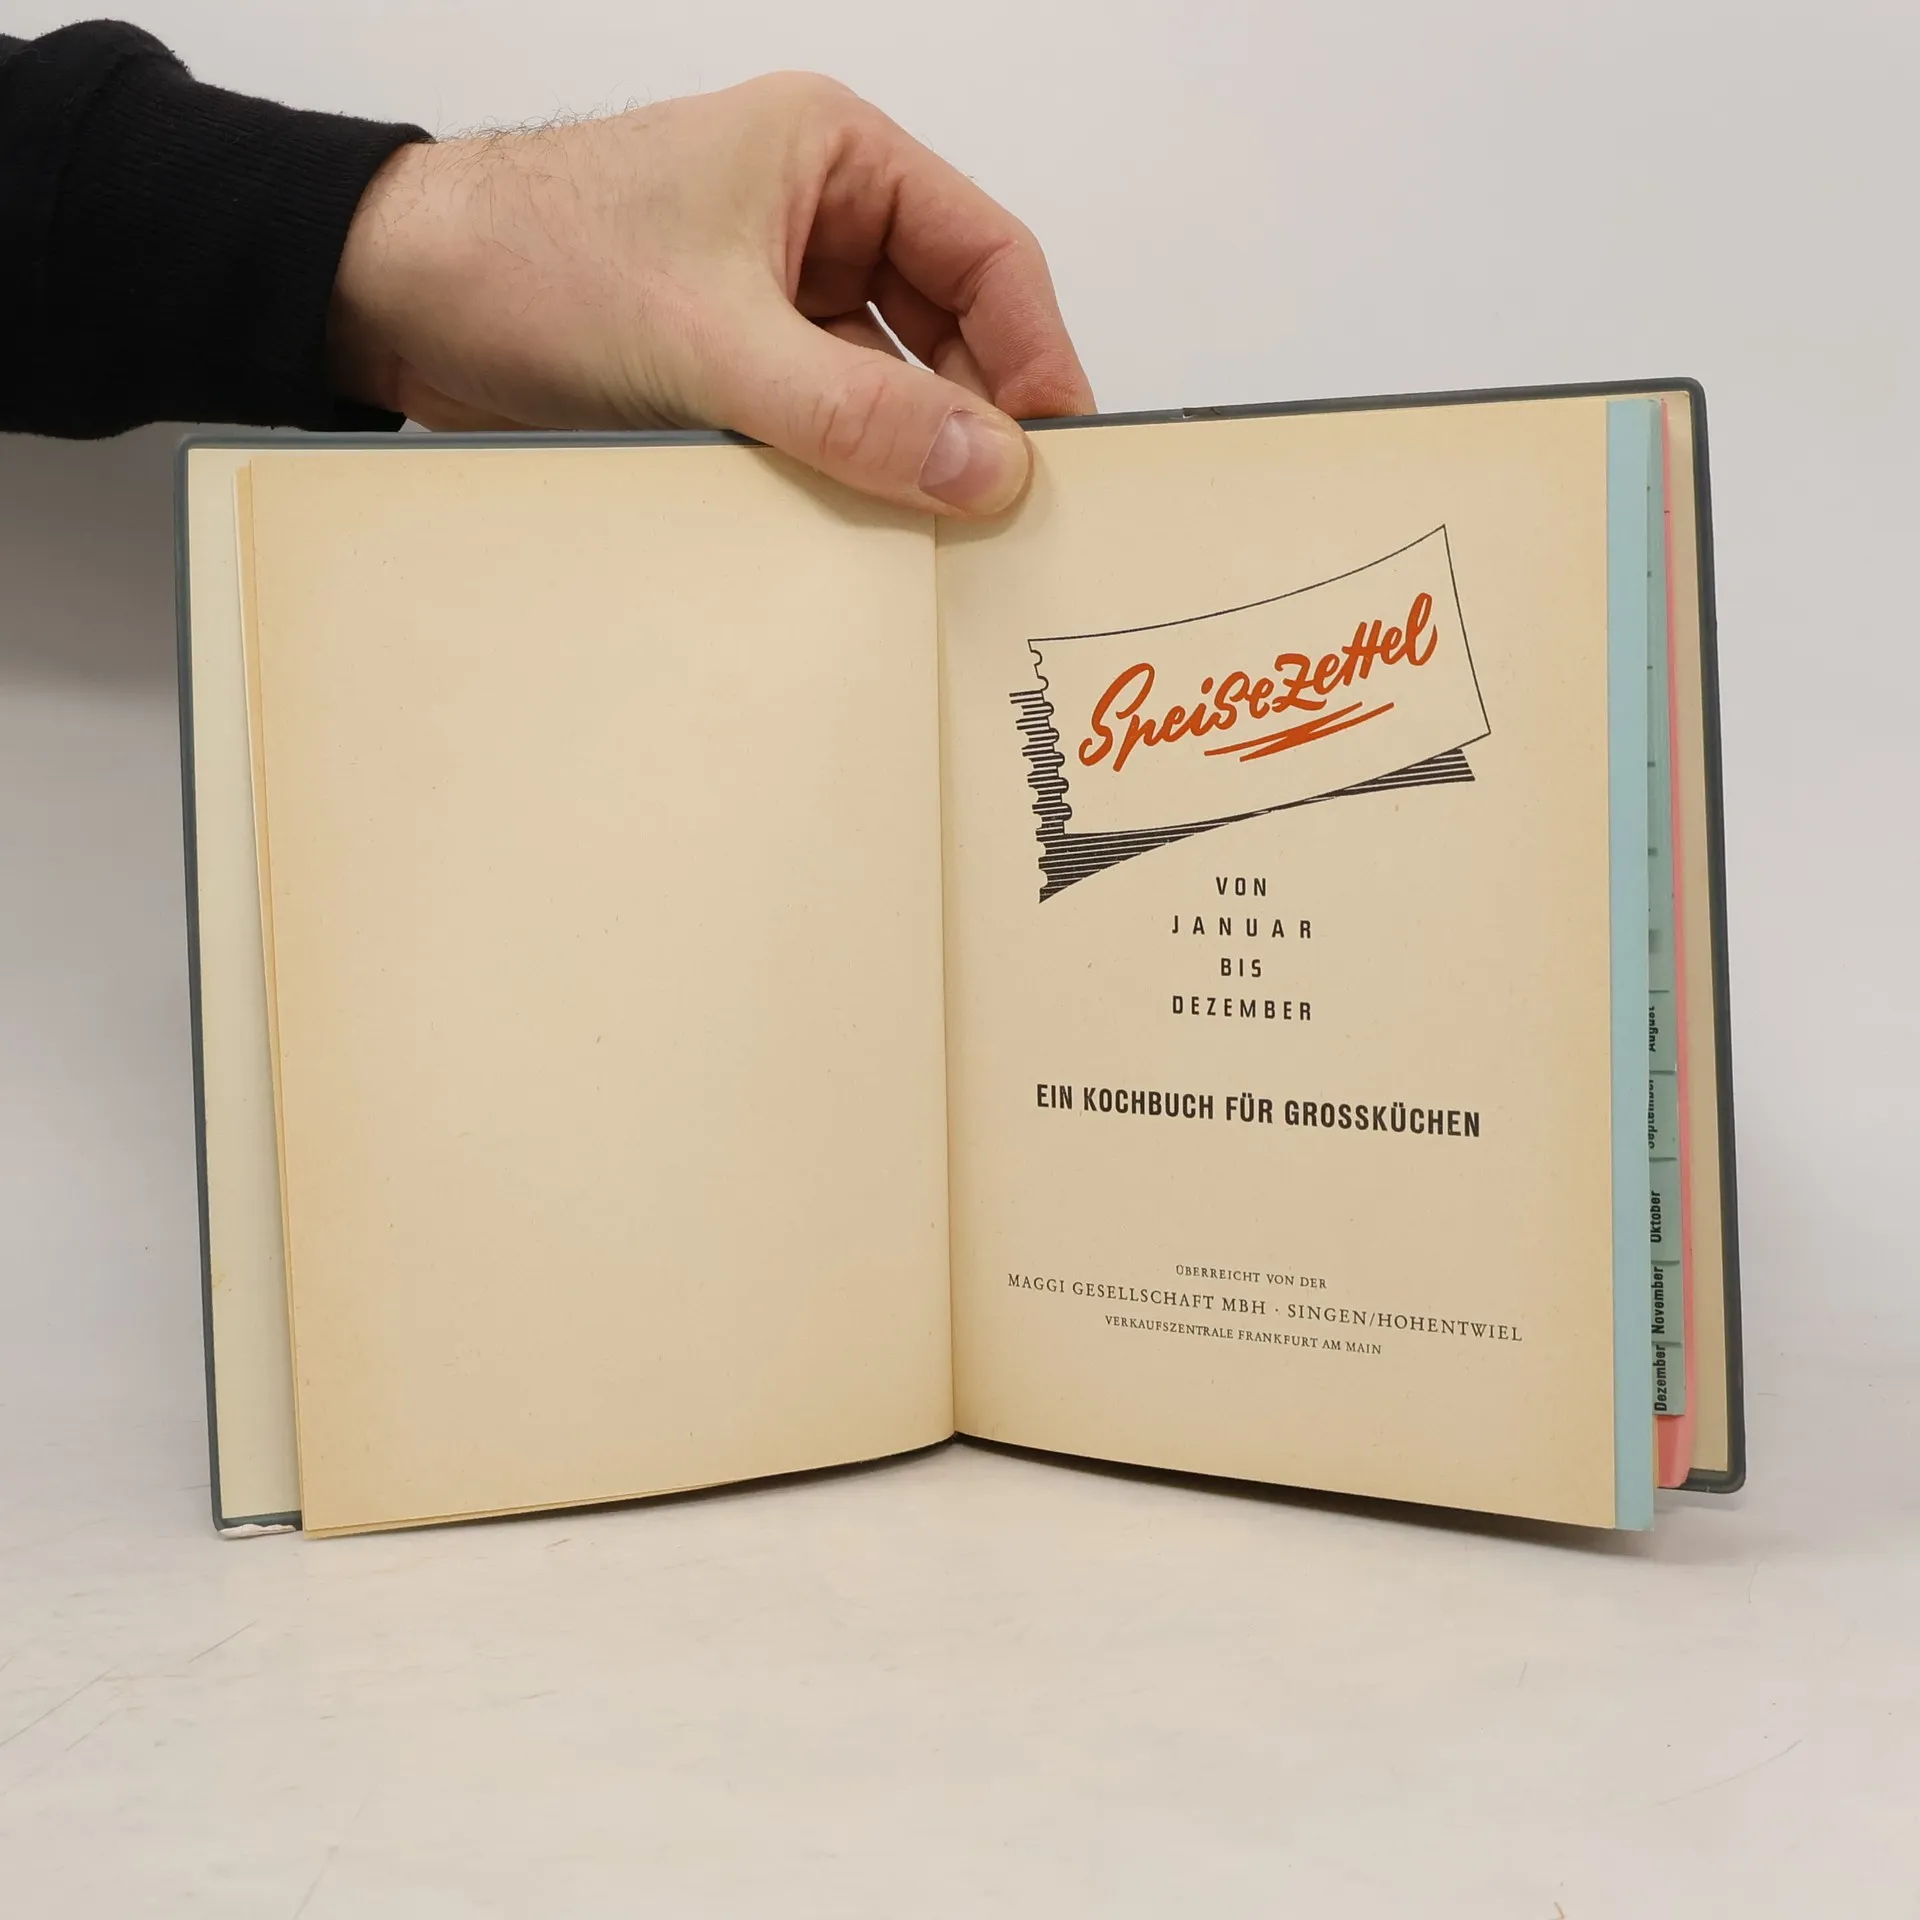 Speisezettel
VON
JANUAR
BIS
DEZEMBER
EIN KOCHBUCH FÜR GROSSKÜCHEN
ÜBERREICHT VON DER
MAGGI GESELLSCHAFT MBH · SINGEN/HOHENTWIEL
VERKAUFSZENTRALE FRANKFURT AM MAIN
August
September
Oktober
November
Dezember